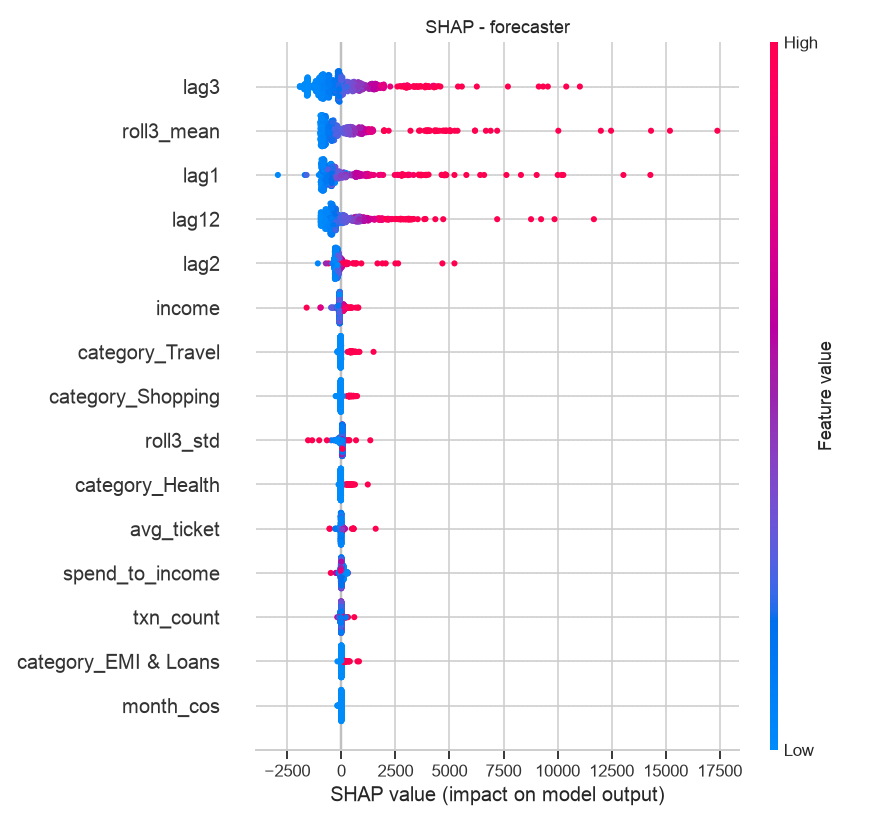 SHAP - forecaster
High
lag3
roll3_mean
lag1
lag12
lag2
income
category_Travel
category_Shopping
roll3_std
category_Health
avg_ticket
spend_to_income
txn_count
category_EMI & Loans
month_cos
Feature value
Low
−2500 0 2500 5000 7500 10000 12500 15000 17500
SHAP value (impact on model output)